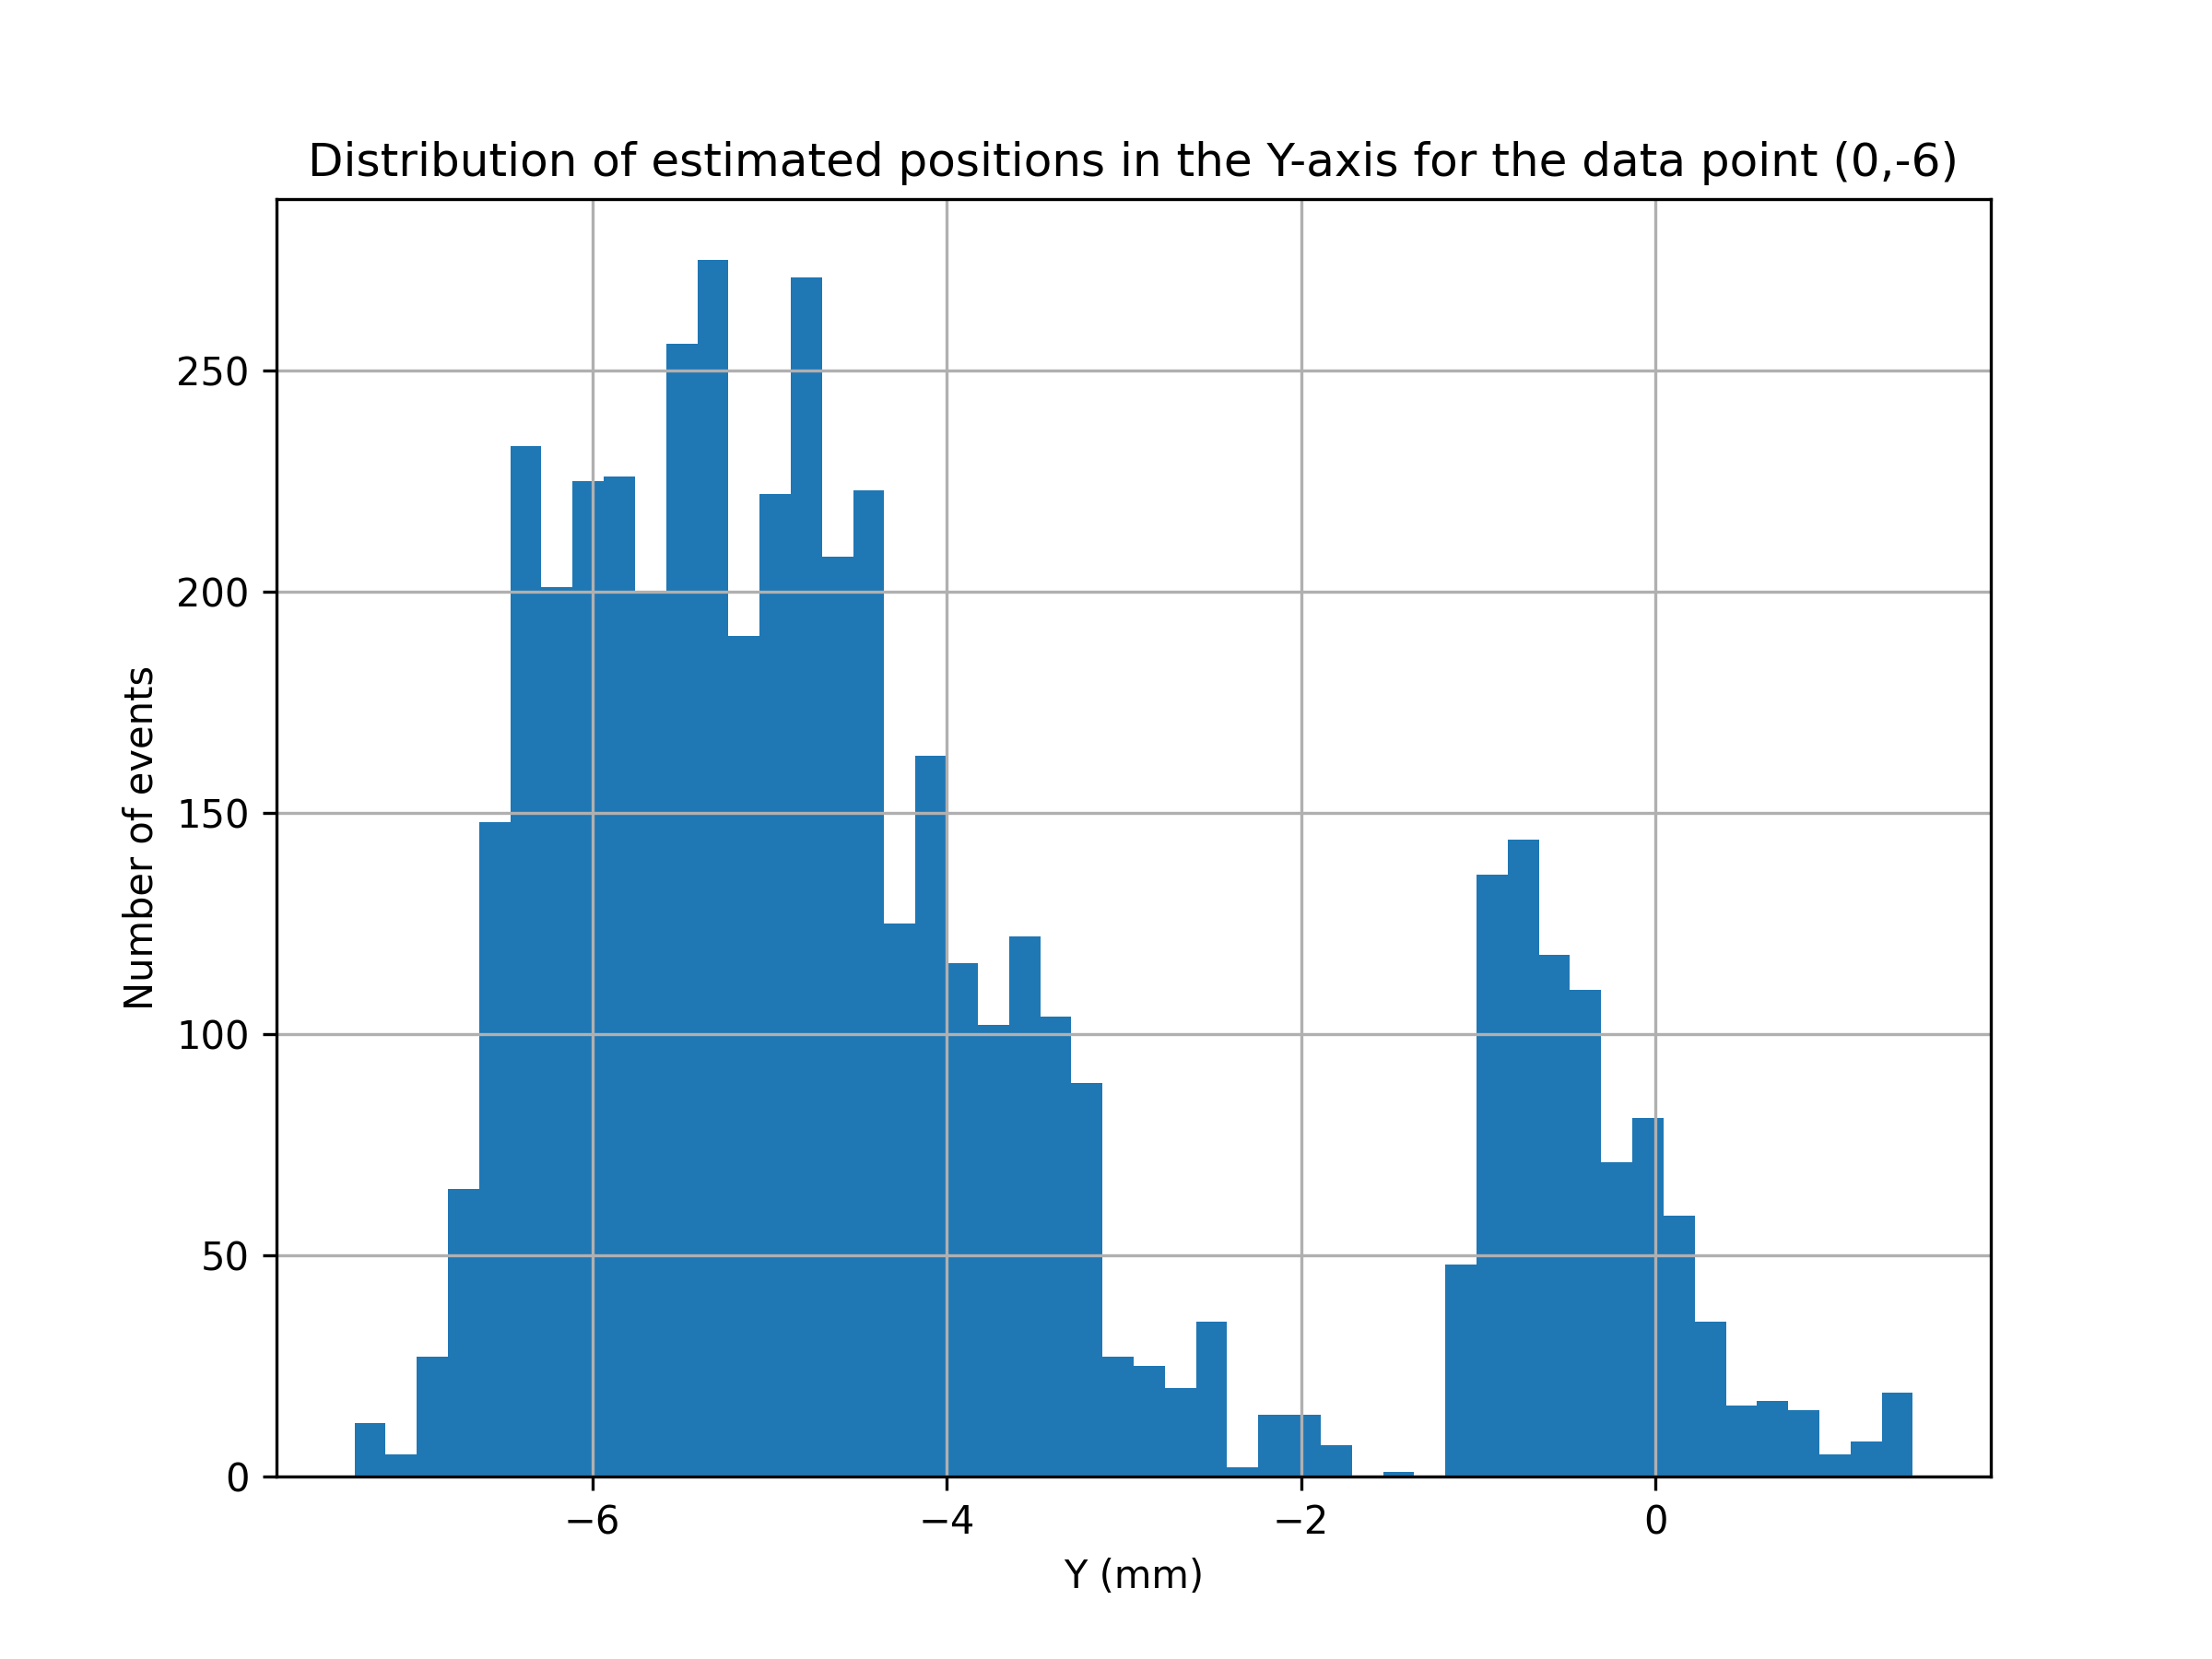 Distribution of estimated positions in the Y-axis for the data point (0,-6)
250
200
150
100
50
0
Number of events
−6 −4 −2 0
Y (mm)